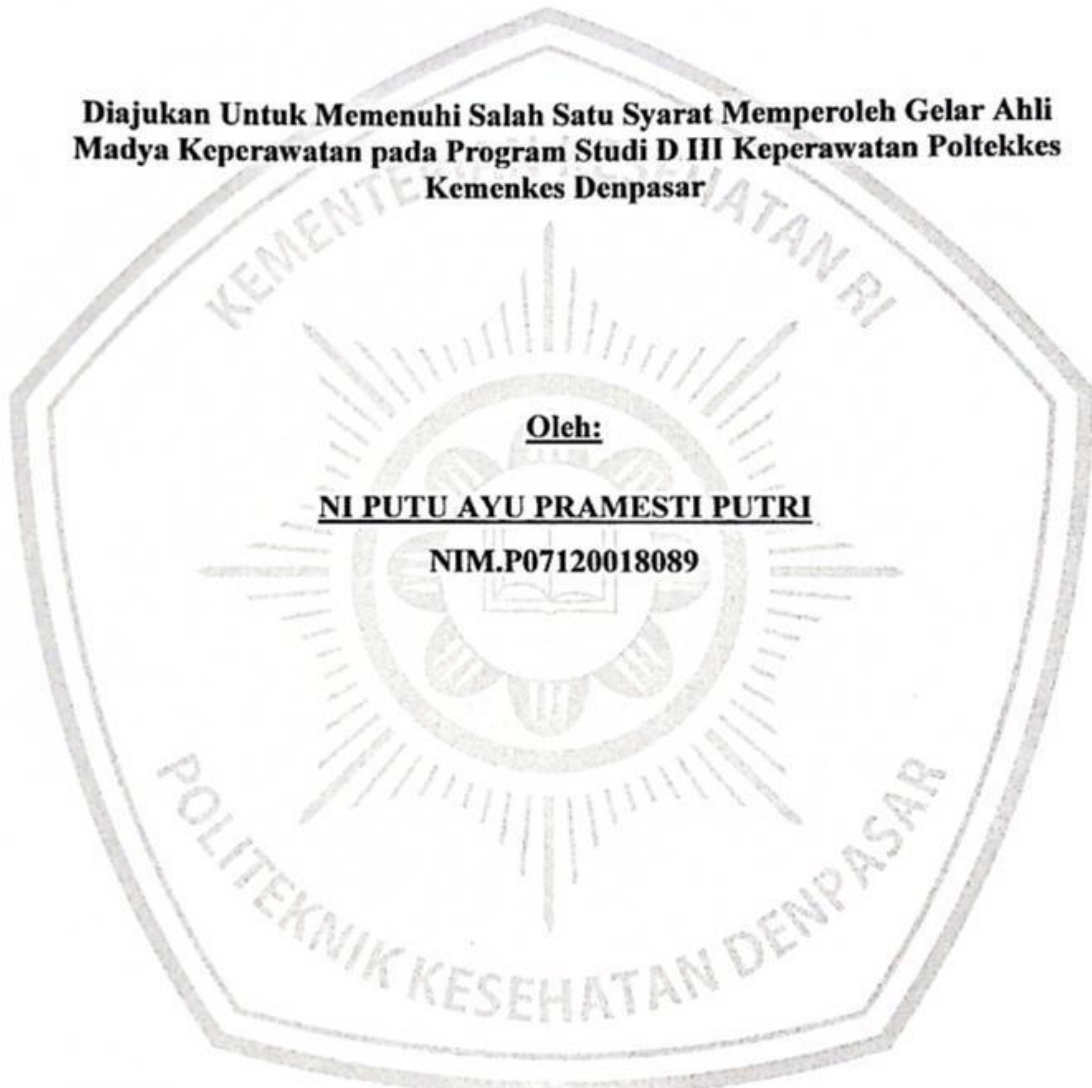 Diajukan Untuk Memenuhi Salah Satu Syarat Memperoleh Gelar Ahli
Madya Keperawatan pada Program Studi D III Keperawatan Poltekkes
Kemenkes Denpasar
KEMENTERIAN KESEHATAN RI
Oleh:
NI PUTU AYU PRAMESTI PUTRI
NIM.P07120018089
POLITEKNIK KESEHATAN DENPASAR